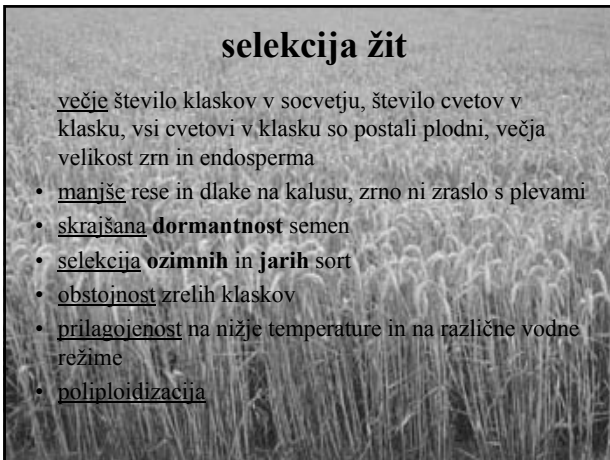 selekcija žit
večje število klaskov v socvetju, število cvetov v
klasku, vsi cvetovi v klasku so postali plodni, večja
velikost zrn in endosperma
• manjše rese in dlake na kalusu, zrno ni zraslo s plevami
• skrajšana dormantnost semen
• selekcija ozimnih in jarih sort
• obstojnost zrelih klaskov
• prilagojenost na nižje temperature in na različne vodne
režime
• poliploidizacija